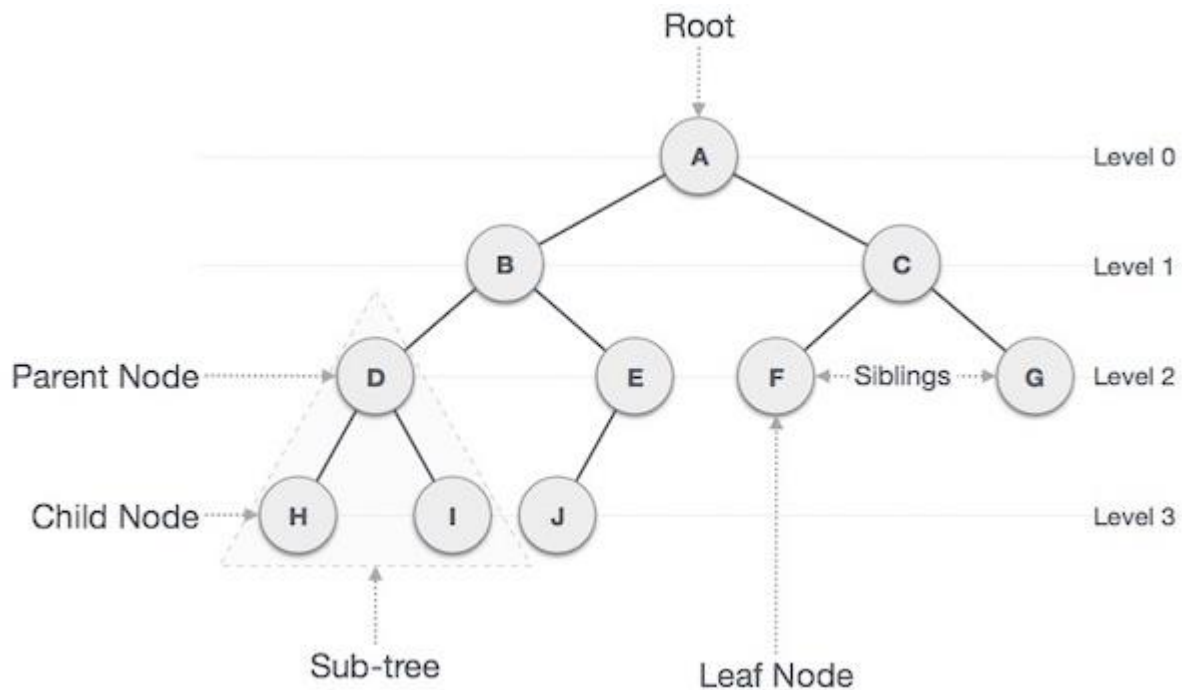 Root
A
Level 0
B
C
Level 1
Parent Node
D
E
F
Siblings
G
Level 2
Child Node
H
I
J
Level 3
Sub-tree
Leaf Node